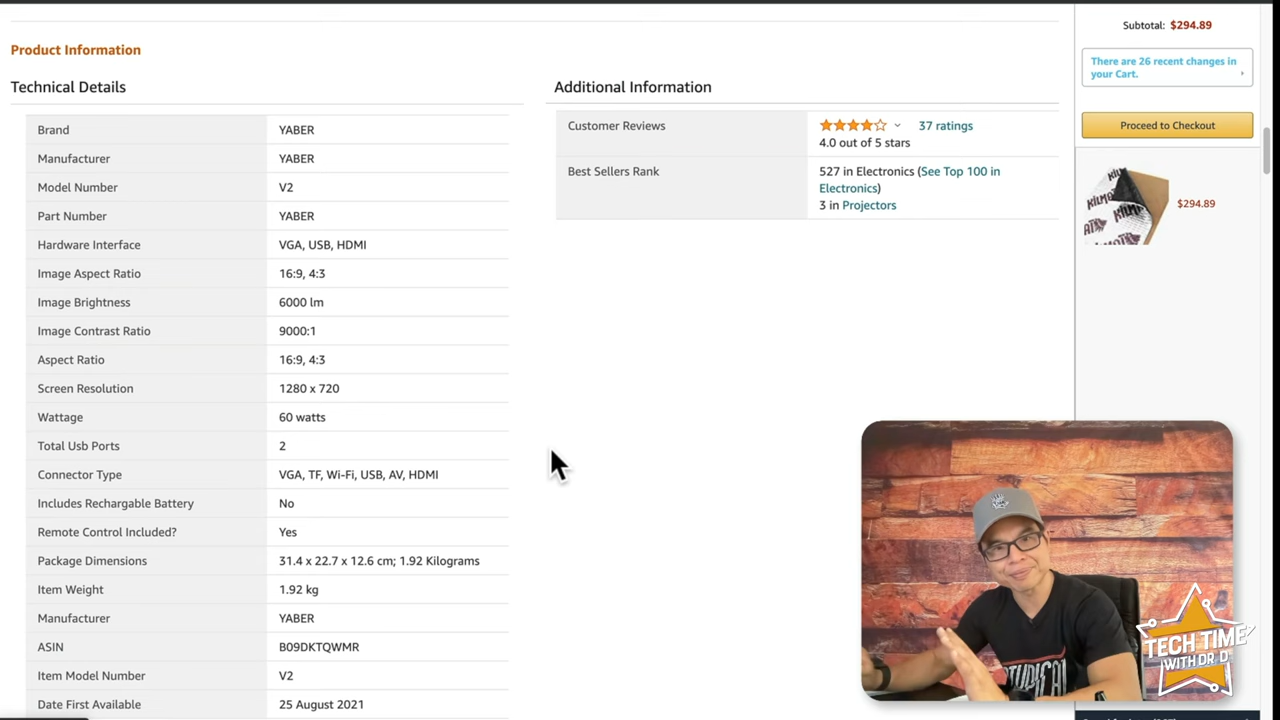 Product Information
Technical Details
Brand YABER
Manufacturer YABER
Model Number V2
Part Number YABER
Hardware Interface VGA, USB, HDMI
Image Aspect Ratio 16:9, 4:3
Image Brightness 6000 lm
Image Contrast Ratio 9000:1
Aspect Ratio 16:9, 4:3
Screen Resolution 1280 x 720
Wattage 60 watts
Total Usb Ports 2
Connector Type VGA, TF, Wi-Fi, USB, AV, HDMI
Includes Rechargable Battery No
Remote Control Included? Yes
Package Dimensions 31.4 x 22.7 x 12.6 cm; 1.92 Kilograms
Item Weight 1.92 kg
Manufacturer YABER
ASIN B09DKTQWMR
Item Model Number V2
Date First Available 25 August 2021
Additional Information
Customer Reviews 37 ratings
4.0 out of 5 stars
Best Sellers Rank 527 in Electronics (See Top 100 in
Electronics)
3 in Projectors
Subtotal: $294.89
There are 26 recent changes in
your Cart.
Proceed to Checkout
$294.89
TECH TIME
WITH DR D